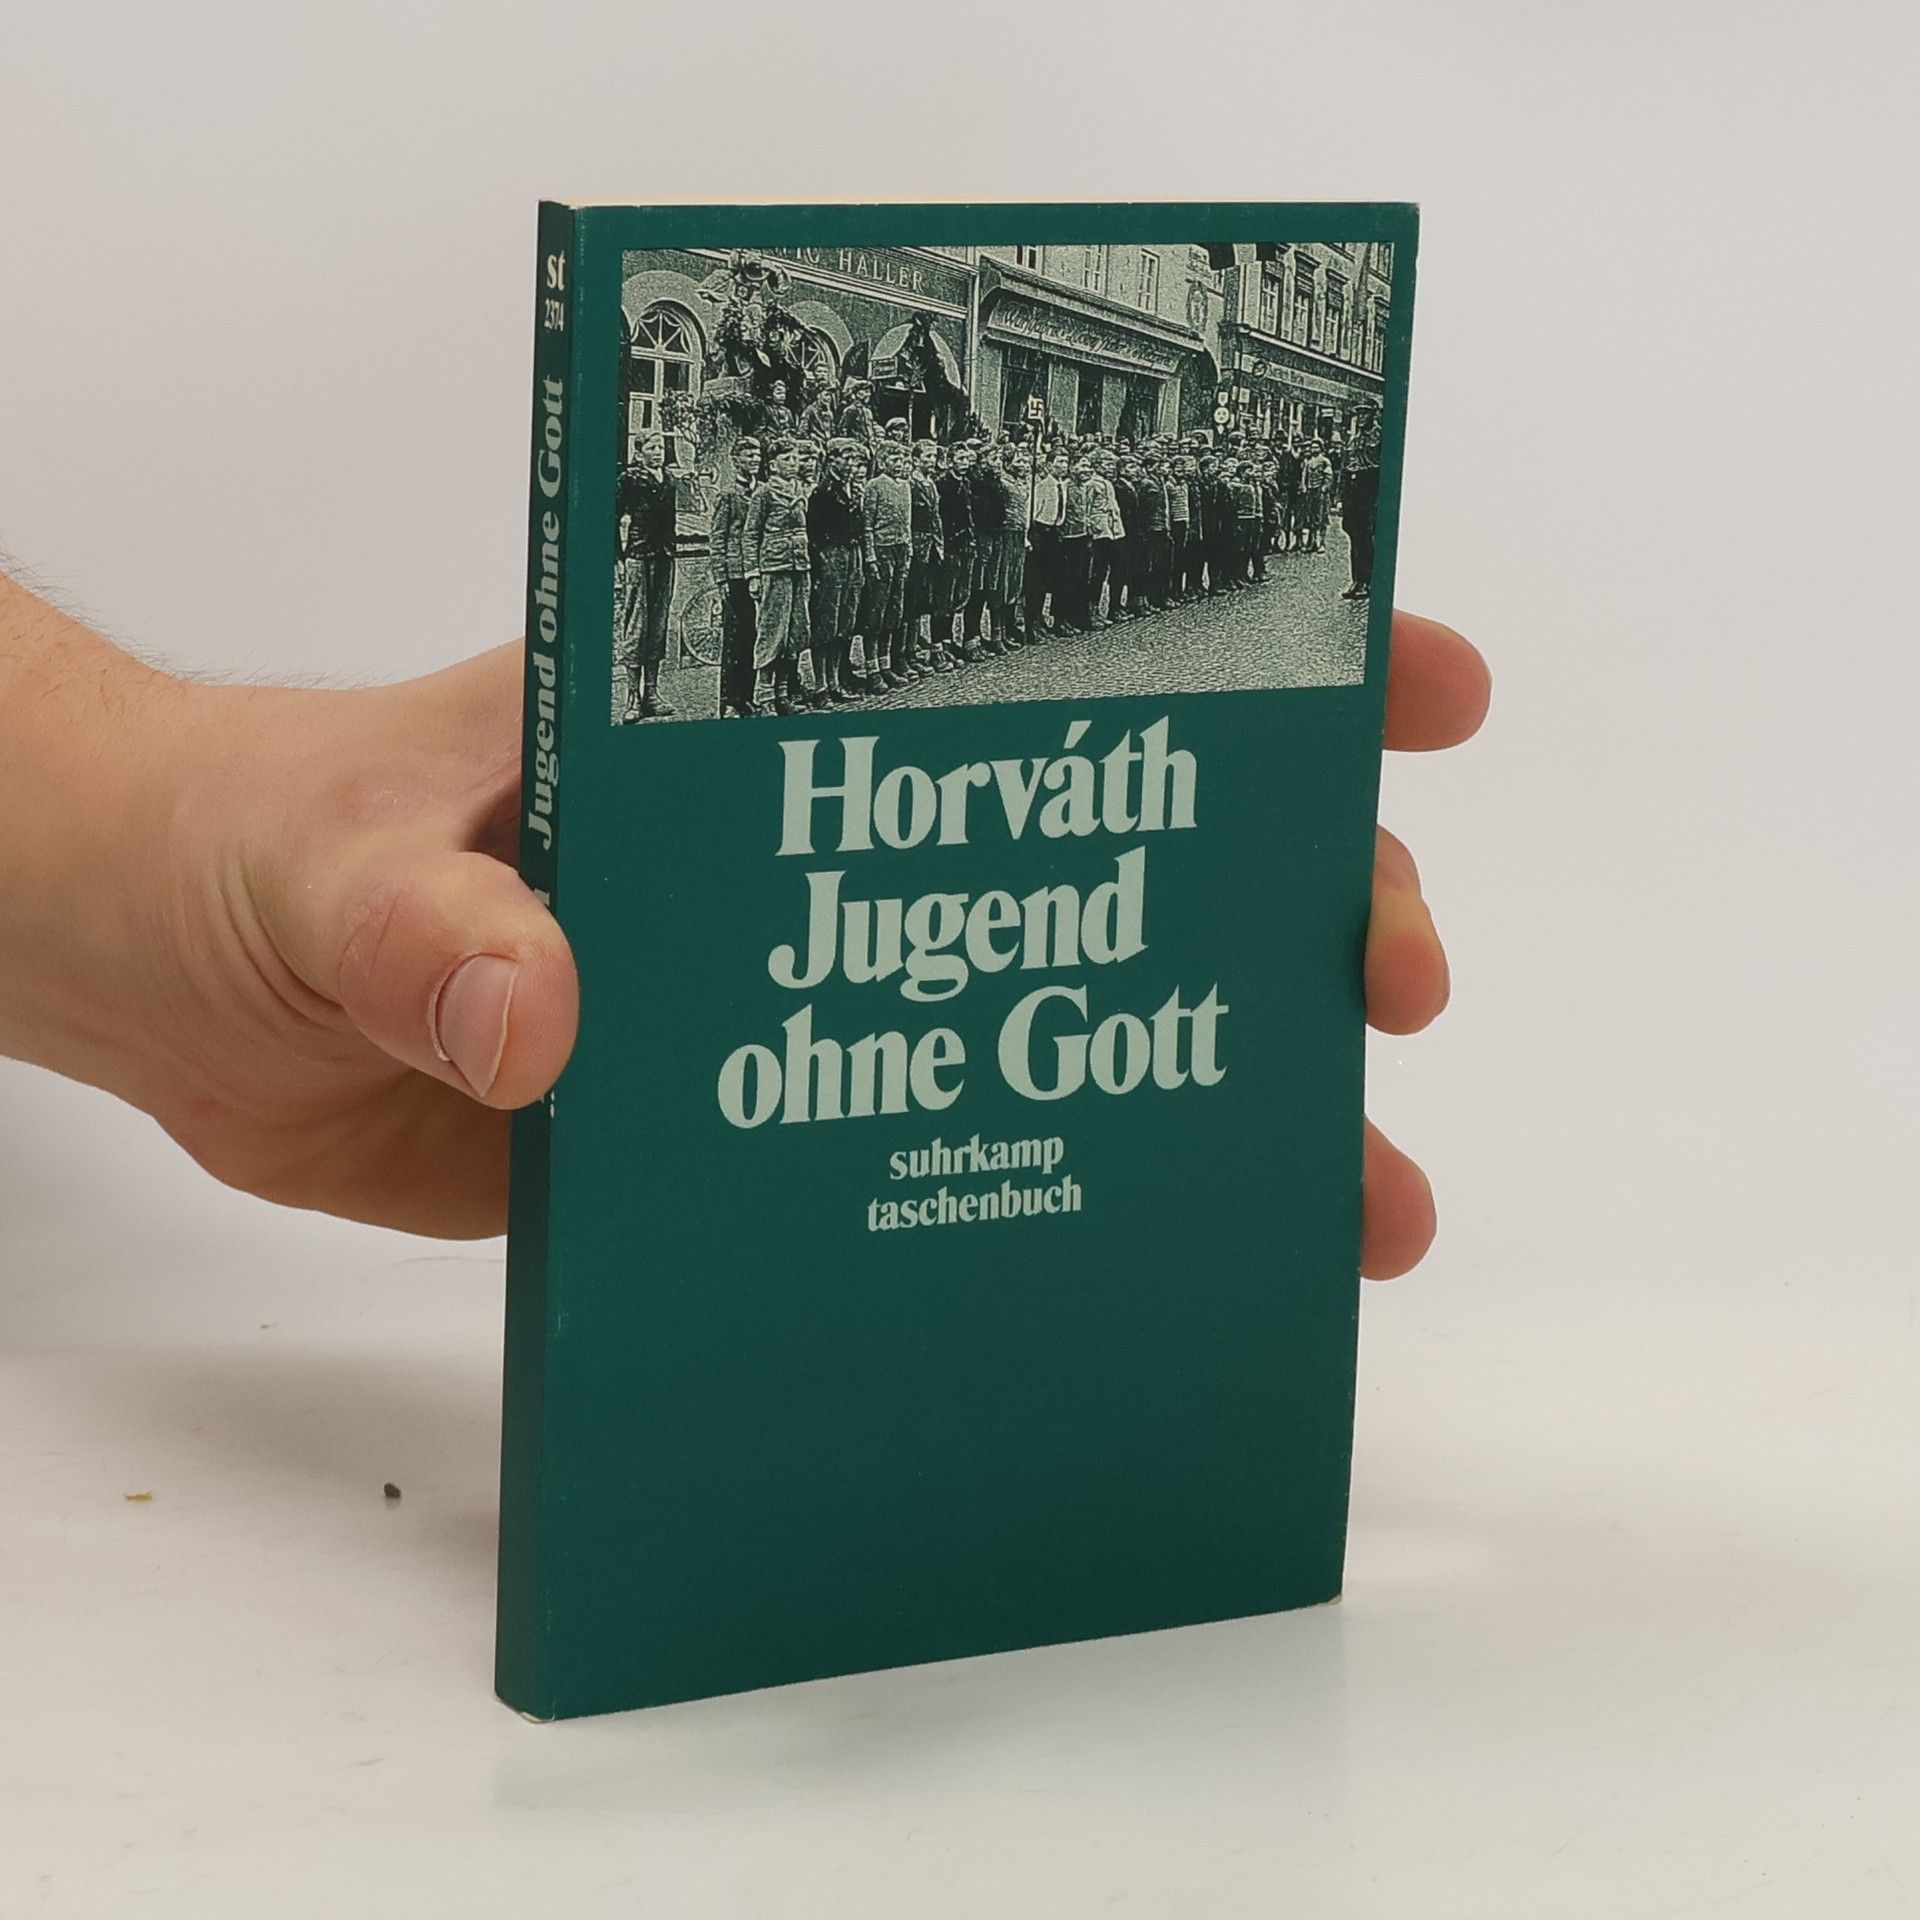 st
2374
Jugend ohne Gott
HALLER
Horváth
Jugend
ohne Gott
suhrkamp
taschenbuch